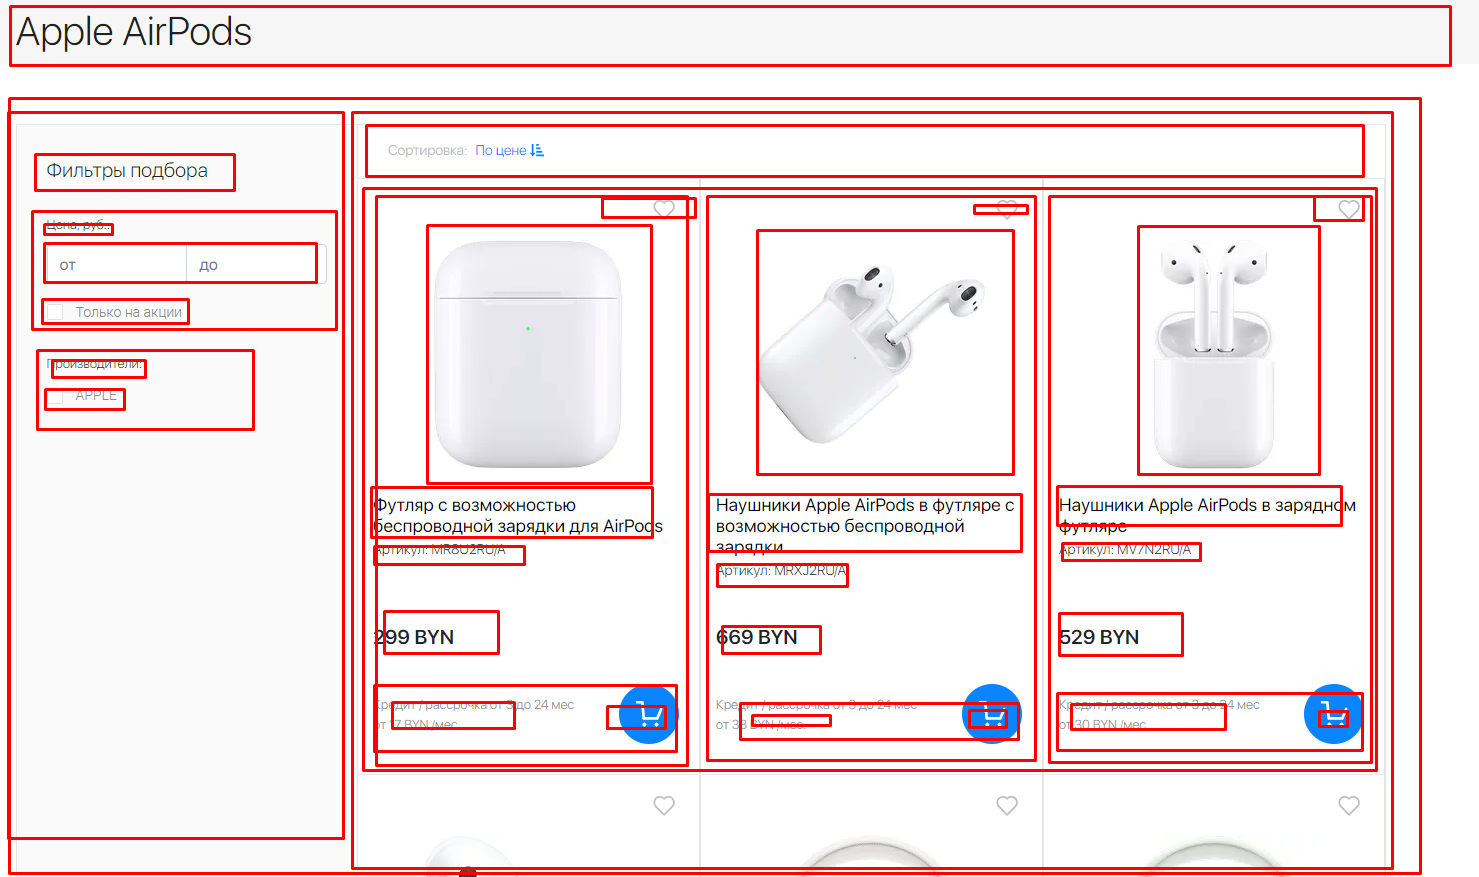 Apple AirPods
Фильтры подбора
Цена, руб.:
от
до
Только на акции
Производители:
APPLE
Сортировка: По цене
Футляр с возможностью
беспроводной зарядки для AirPods
Артикул: MR8U2RU/A
299 BYN
Кредит / рассрочка от 3 до 24 мес
от 17 BYN /мес.
Наушники Apple AirPods в футляре с
возможностью беспроводной
зарядки
Артикул: MRXJ2RU/A
669 BYN
Кредит / рассрочка от 3 до 24 мес
от 38 BYN /мес.
Наушники Apple AirPods в зарядном
футляре
Артикул: MV7N2RU/A
529 BYN
Кредит / рассрочка от 3 до 24 мес
от 30 BYN /мес.